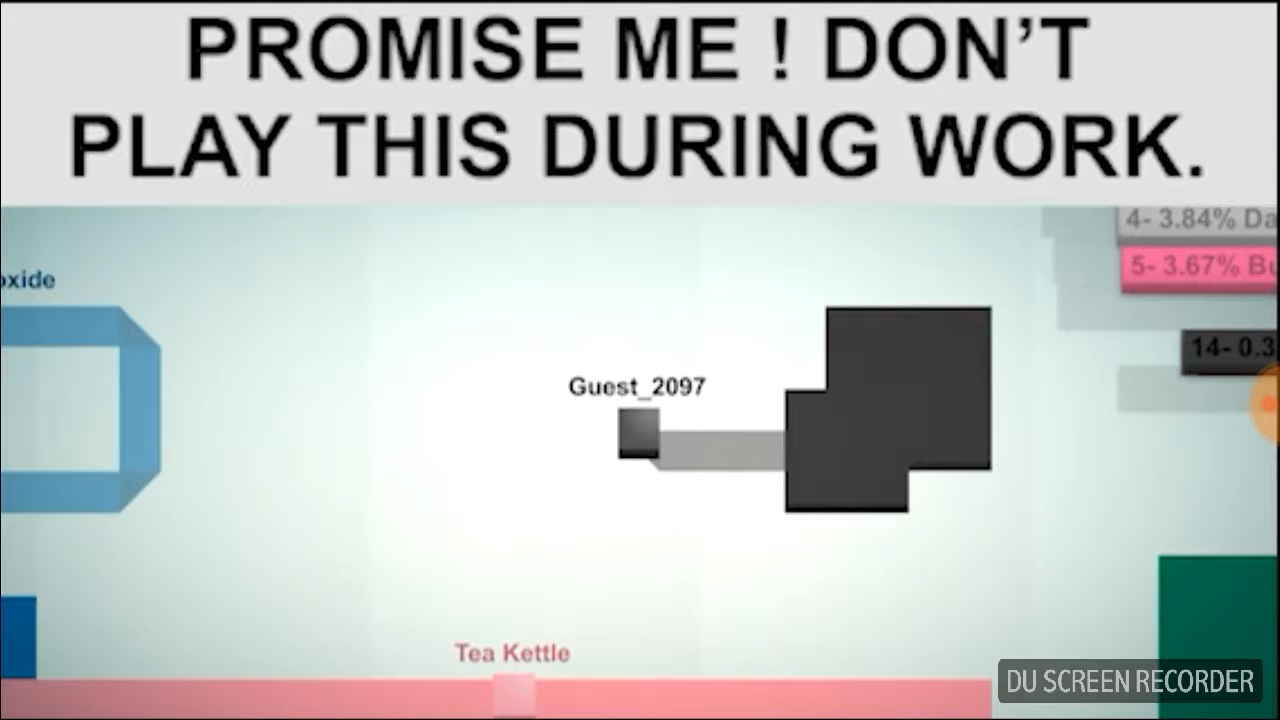 PROMISE ME ! DON'T
PLAY THIS DURING WORK.
4- 3.84% Da
5- 3.67% Bu
oxide
14- 0.3
Guest_2097
Tea Kettle
DU SCREEN RECORDER